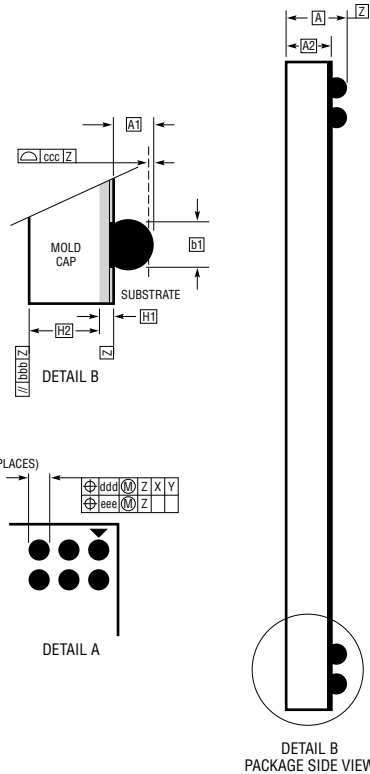 A
Z
A2
A1
ccc Z
b1
MOLD
CAP
SUBSTRATE
H2
H1
// bbb Z
Z
DETAIL B
PLACES)
ddd Ⓜ Z X Y
eee Ⓜ Z
DETAIL A
DETAIL B
PACKAGE SIDE VIEW